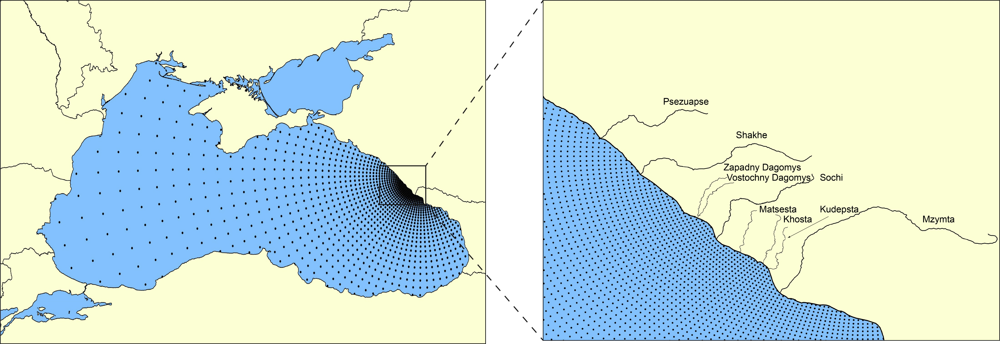 Psezuapse
Shakhe
Zapadny Dagomys
Vostochny Dagomys
Sochi
Matsesta
Kudepsta
Khosta
Mzymta